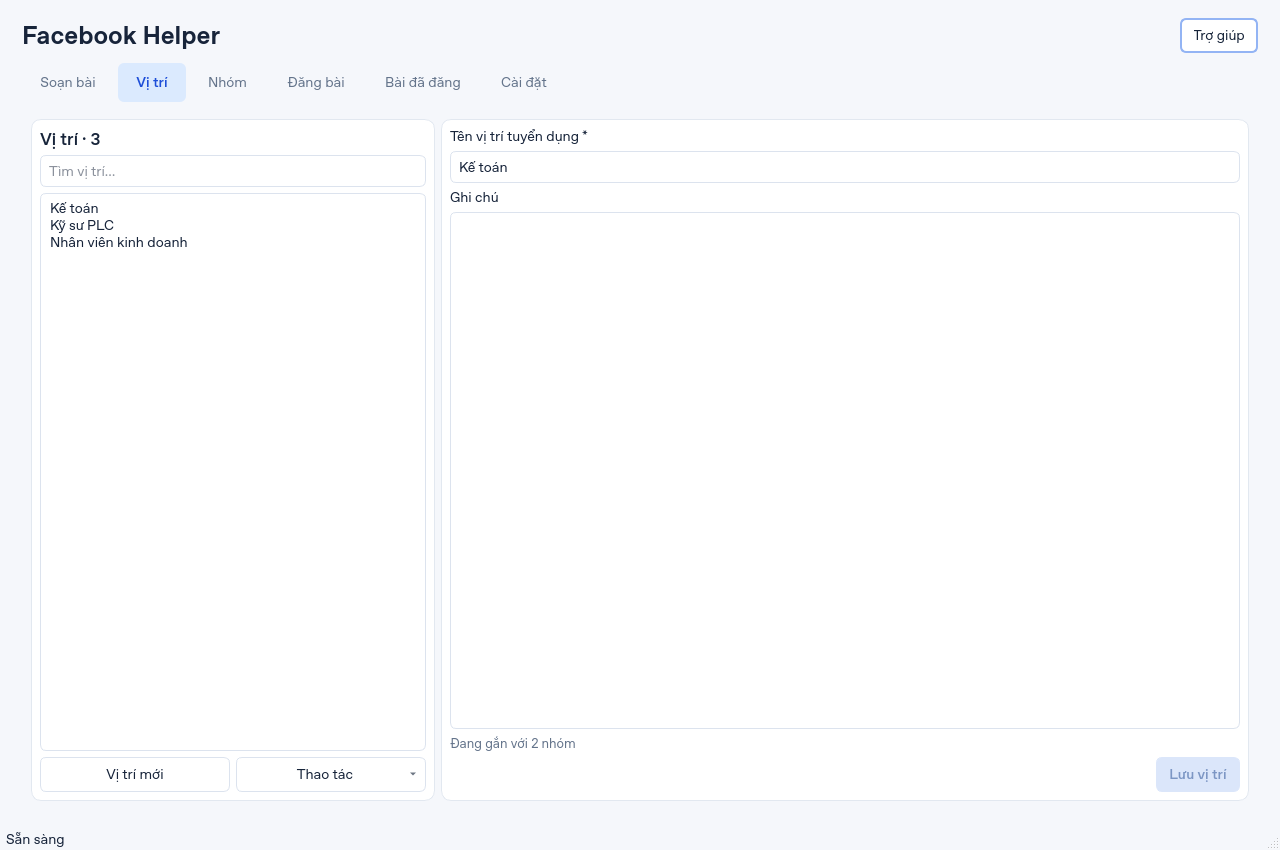 Facebook Helper
Trợ giúp
Soạn bài
Vị trí
Nhóm
Đăng bài
Bài đã đăng
Cài đặt
Vị trí · 3
Tìm vị trí...
Kế toán
Kỹ sư PLC
Nhân viên kinh doanh
Vị trí mới
Thao tác
Tên vị trí tuyển dụng *
Kế toán
Ghi chú
Đang gắn với 2 nhóm
Lưu vị trí
Sẵn sàng